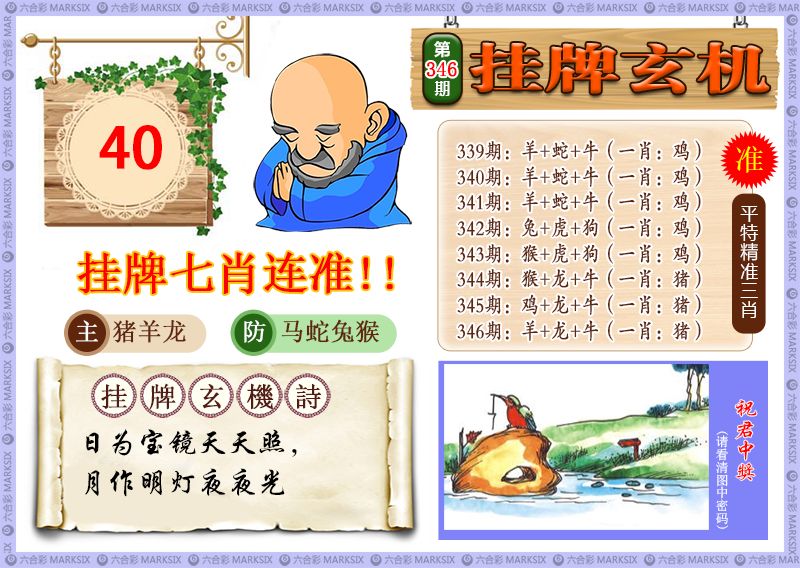 六合彩 MARKSIX
40
第346期
挂牌玄机
339期：羊+蛇+牛（一肖：鸡）
340期：羊+蛇+牛（一肖：鸡）
341期：羊+蛇+牛（一肖：鸡）
342期：兔+虎+狗（一肖：鸡）
343期：猴+虎+狗（一肖：鸡）
344期：猴+龙+牛（一肖：猪）
345期：鸡+龙+牛（一肖：猪）
346期：羊+龙+牛（一肖：猪）
准
平特精准三肖
挂牌七肖连准!!
主 猪羊龙
防 马蛇兔猴
挂牌玄機詩
日为宝镜天天照，
月作明灯夜夜光
祝君中奖
(请看清图中密码)